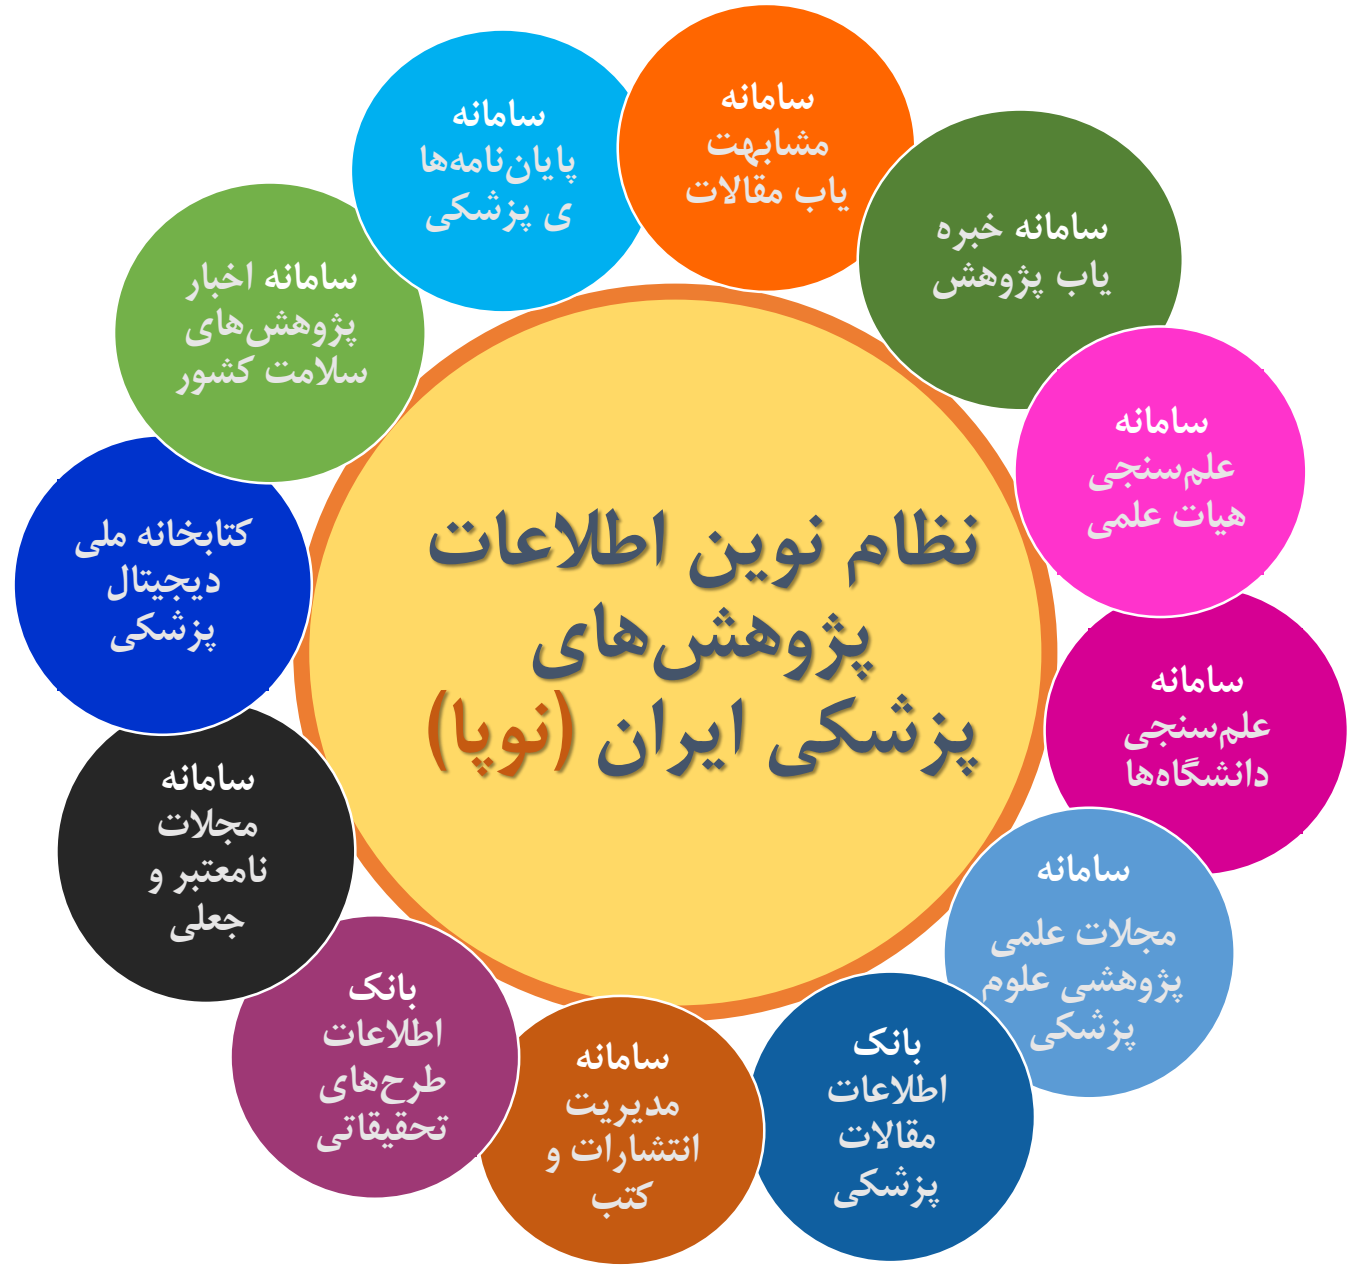 سامانه
مشابهت
یاب مقالات
سامانه خبره
یاب پژوهش
سامانه
علم‌سنجی
هیات علمی
سامانه
علم‌سنجی
دانشگاه‌ها
سامانه
مجلات علمی
پژوهشی علوم
پزشکی
بانک
اطلاعات
مقالات
پزشکی
سامانه
مدیریت
انتشارات و
کتب
بانک
اطلاعات
طرح‌های
تحقیقاتی
سامانه
مجلات
نامعتبر و
جعلی
کتابخانه ملی
دیجیتال
پزشکی
سامانه اخبار
پژوهش‌های
سلامت کشور
سامانه
پایان‌نامه‌ها
ی پزشکی
نظام نوین اطلاعات
پژوهش‌های
پزشکی ایران (نوپا)